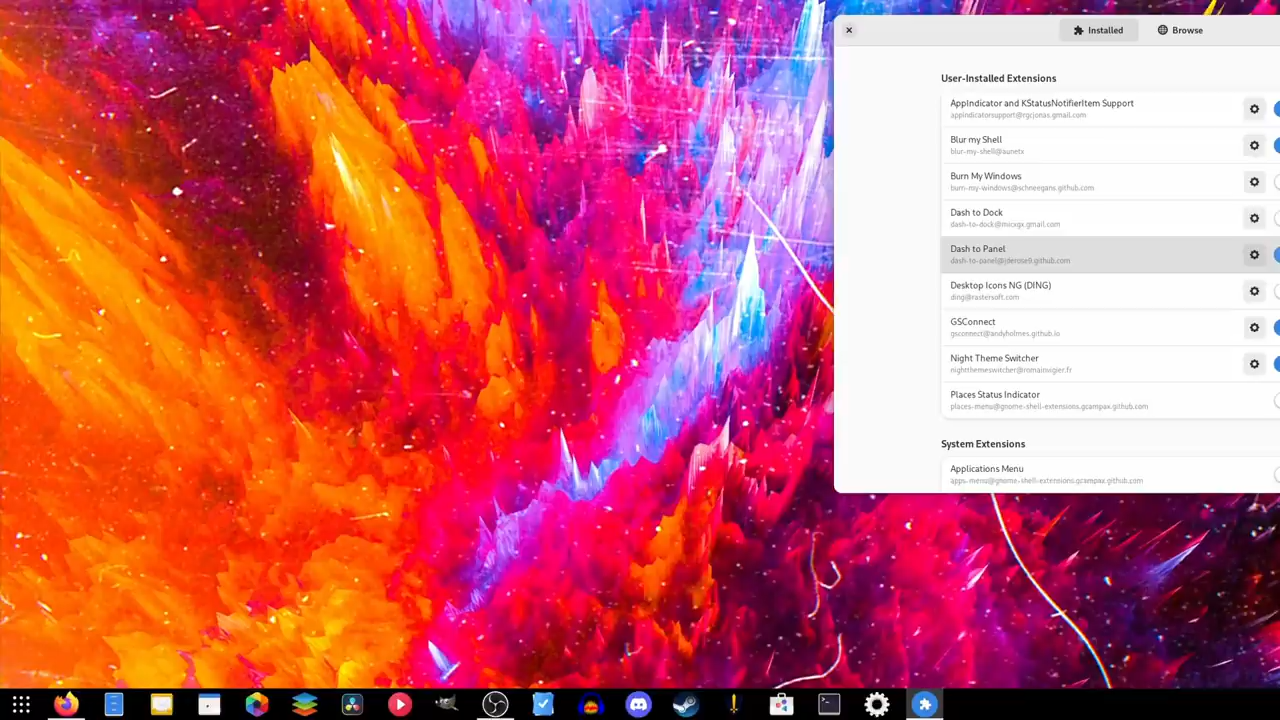 Installed
Browse
User-Installed Extensions
AppIndicator and KStatusNotifierItem Support
appindicatorsupport@rgcjonas.gmail.com
Blur my Shell
blur-my-shell@aunetx
Burn My Windows
burn-my-windows@schneegans.github.com
Dash to Dock
dash-to-dock@micxgx.gmail.com
Dash to Panel
dash-to-panel@jderose9.github.com
Desktop Icons NG (DING)
ding@rastersoft.com
GSConnect
gsconnect@andyholmes.github.io
Night Theme Switcher
nightthemeswitcher@romainvigier.fr
Places Status Indicator
places-menu@gnome-shell-extensions.gcampax.github.com
System Extensions
Applications Menu
apps-menu@gnome-shell-extensions.gcampax.github.com